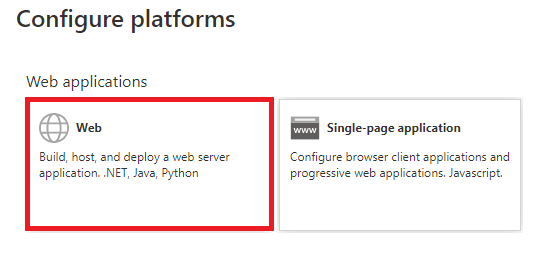 Configure platforms
Web applications
Web
Build, host, and deploy a web server
application. .NET, Java, Python
www
Single-page application
Configure browser client applications and
progressive web applications. Javascript.